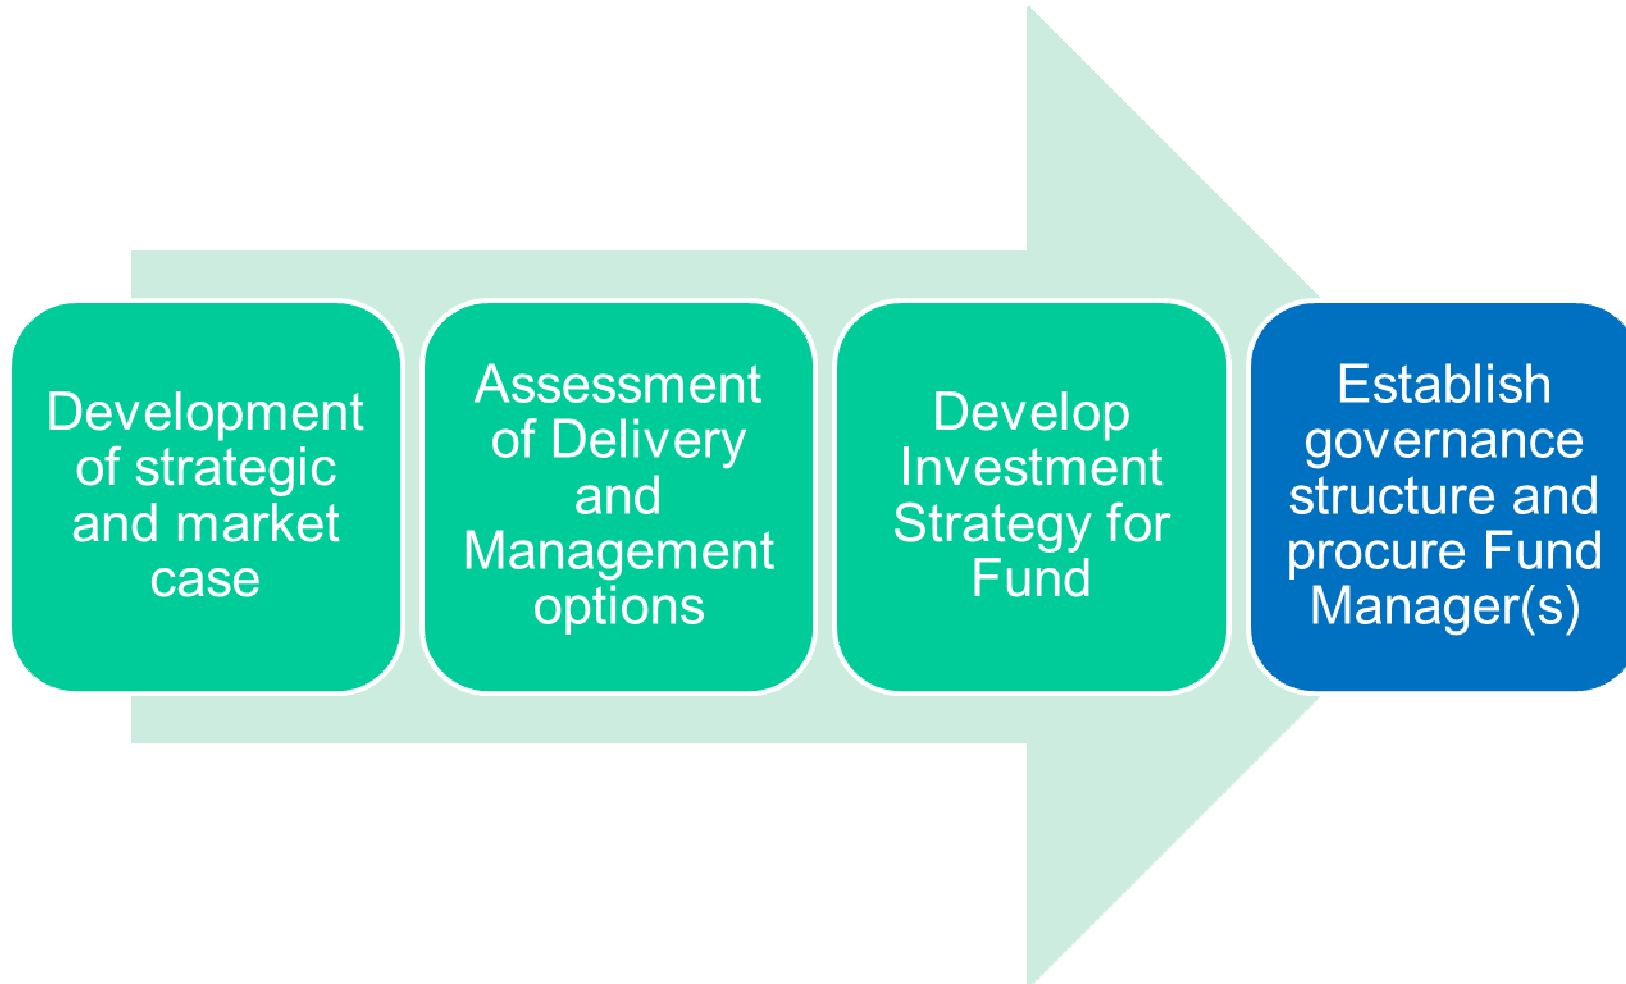 Development
of strategic
and market
case
Assessment
of Delivery
and
Management
options
Develop
Investment
Strategy for
Fund
Establish
governance
structure and
procure Fund
Manager(s)